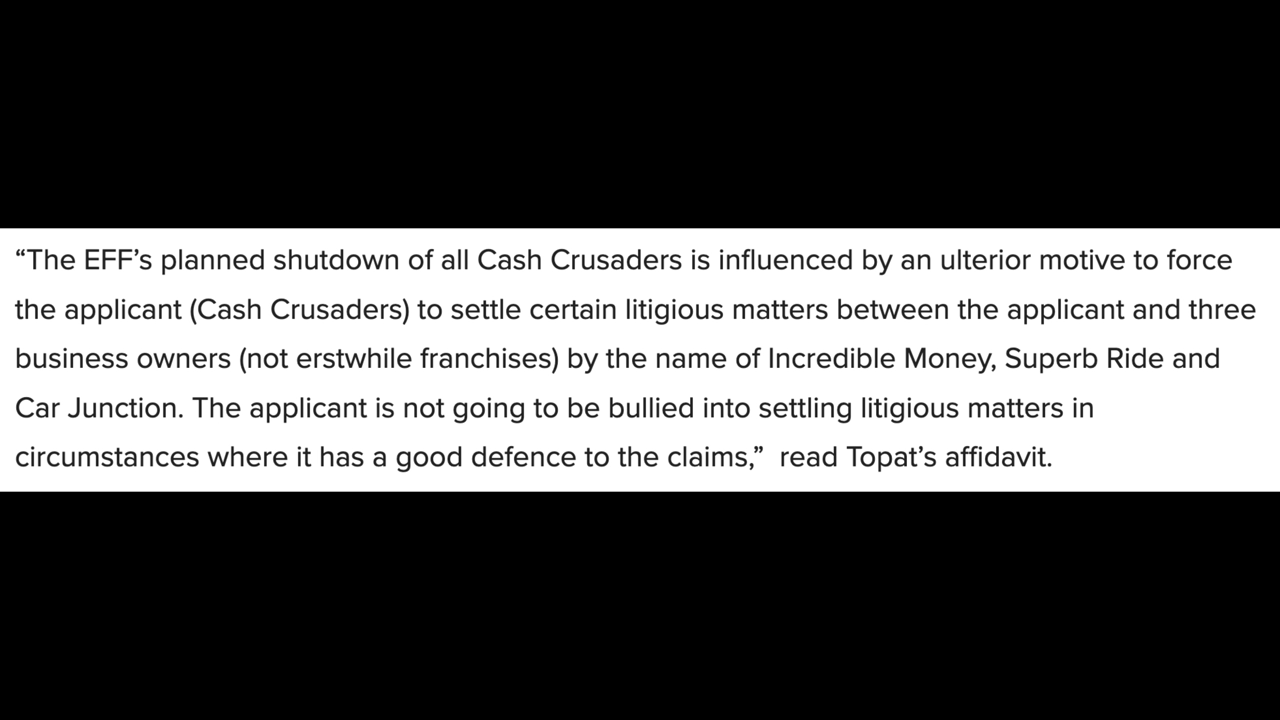 “The EFF’s planned shutdown of all Cash Crusaders is influenced by an ulterior motive to force
the applicant (Cash Crusaders) to settle certain litigious matters between the applicant and three
business owners (not erstwhile franchises) by the name of Incredible Money, Superb Ride and
Car Junction. The applicant is not going to be bullied into settling litigious matters in
circumstances where it has a good defence to the claims,”  read Topat’s affidavit.